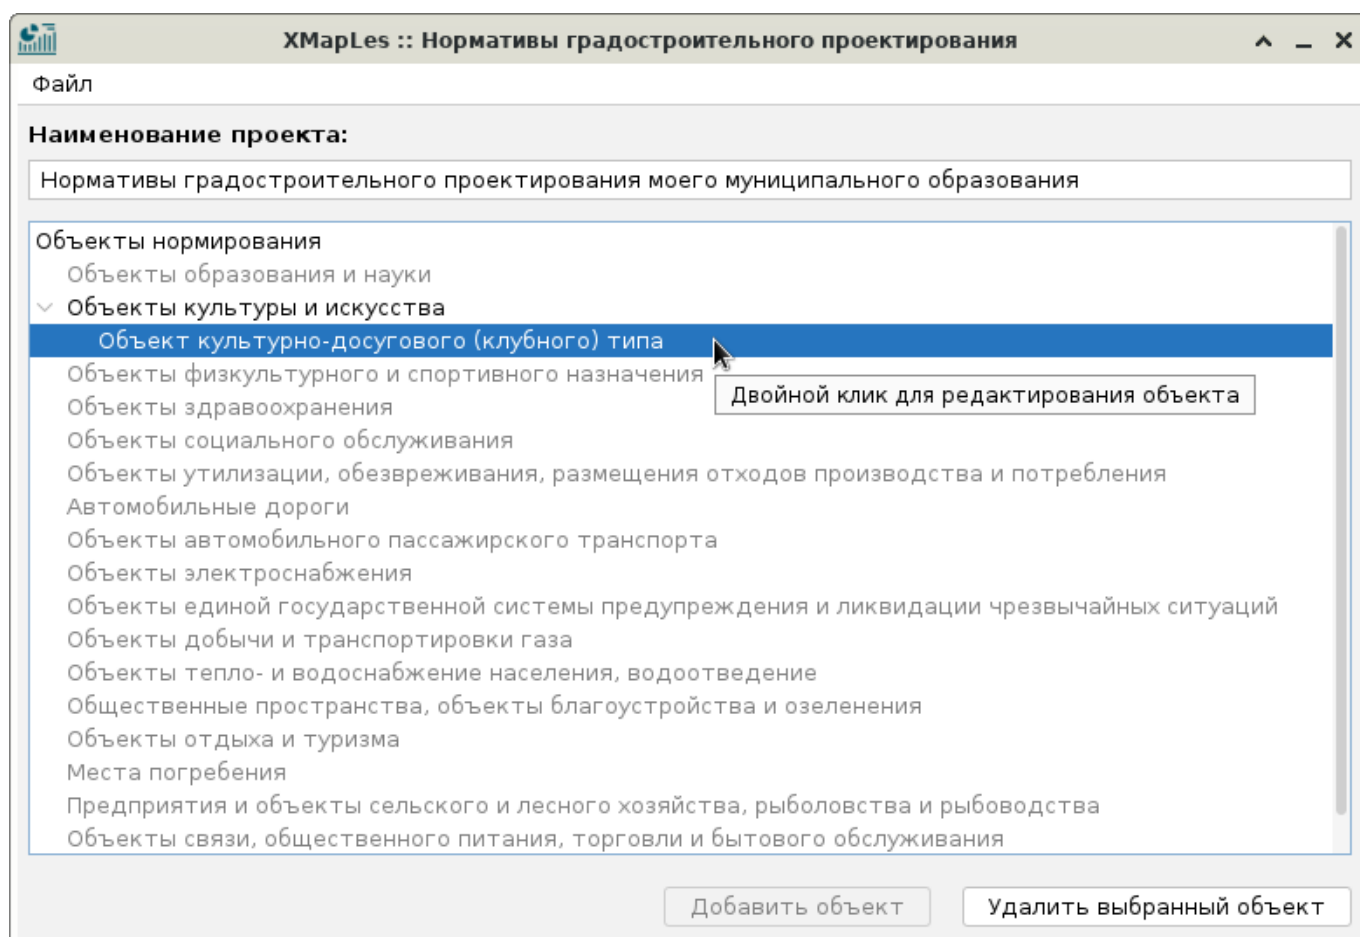 XMapLes :: Нормативы градостроительного проектирования
Файл
Наименование проекта:
Нормативы градостроительного проектирования моего муниципального образования
Объекты нормирования
Объекты образования и науки
Объекты культуры и искусства
Объект культурно-досугового (клубного) типа
Объекты физкультурного и спортивного назначения
Двойной клик для редактирования объекта
Объекты здравоохранения
Объекты социального обслуживания
Объекты утилизации, обезвреживания, размещения отходов производства и потребления
Автомобильные дороги
Объекты автомобильного пассажирского транспорта
Объекты электроснабжения
Объекты единой государственной системы предупреждения и ликвидации чрезвычайных ситуаций
Объекты добычи и транспортировки газа
Объекты тепло- и водоснабжение населения, водоотведение
Общественные пространства, объекты благоустройства и озеленения
Объекты отдыха и туризма
Места погребения
Предприятия и объекты сельского и лесного хозяйства, рыболовства и рыбоводства
Объекты связи, общественного питания, торговли и бытового обслуживания
Добавить объект
Удалить выбранный объект